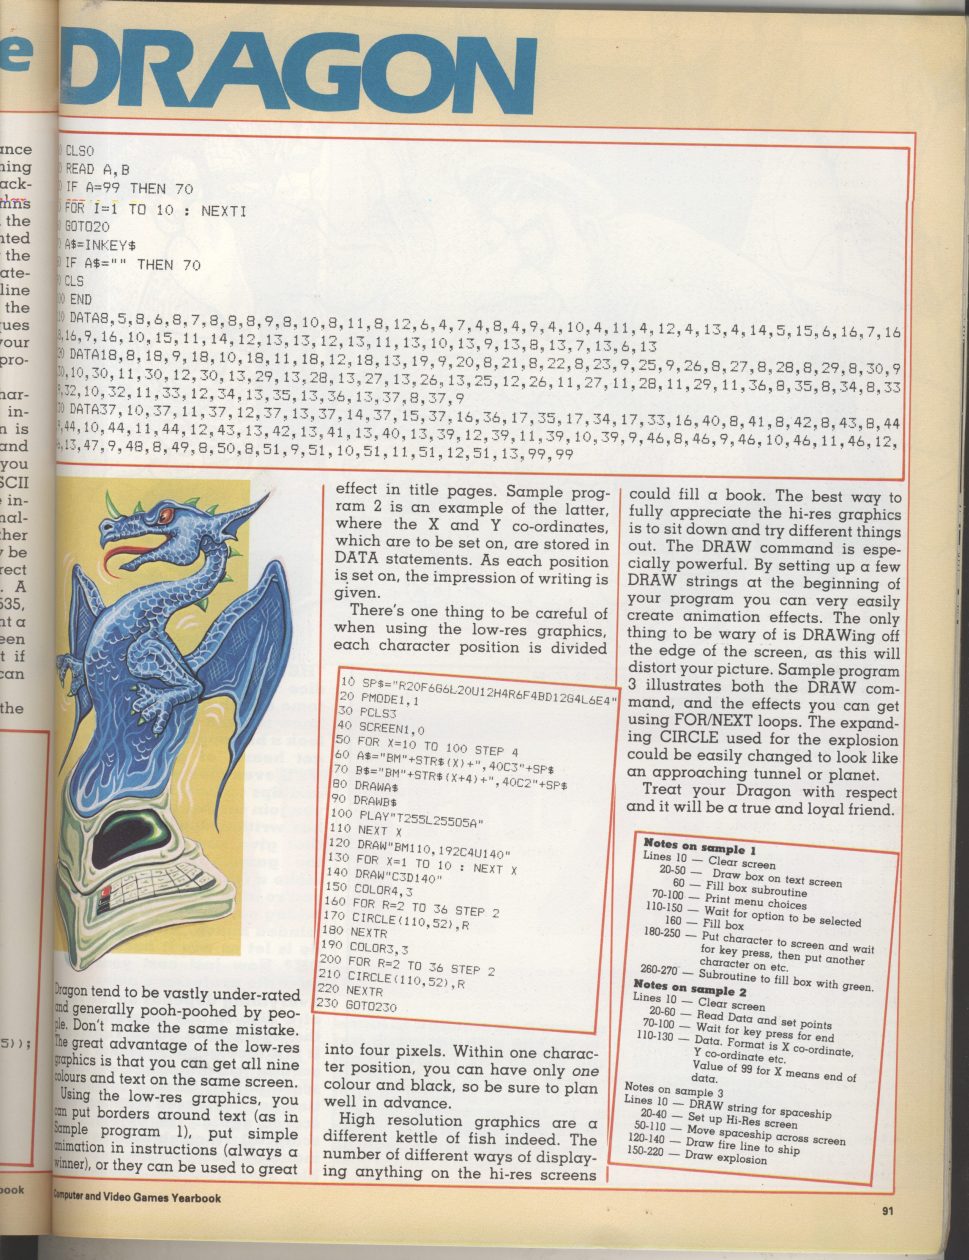 e DRAGON
ance
hing
ack-
mns
the
nted
the
ate-
line
the
ques
your
pro-
har-
in-
n is
and
you
SCII
e in-
nal-
ther
y be
rect
. A
535,
nt a
een
t if
can
the
5));
book
CLS0
READ A,B
IF A=99 THEN 70
FOR I=1 TO 10 : NEXTI
GOTO20
A$=INKEY$
IF A$="" THEN 70
CLS
END
DATA8,5,8,6,8,7,8,8,8,9,8,10,8,11,8,12,6,4,7,4,8,4,9,4,10,4,11,4,12,4,13,4,14,5,15,6,16,7,16
,16,9,16,10,15,11,14,12,13,13,12,13,11,13,10,13,9,13,8,13,7,13,6,13
DATA18,8,18,9,18,10,18,11,18,12,18,13,19,9,20,8,21,8,22,8,23,9,25,9,26,8,27,8,28,8,29,8,30,9
30,10,30,11,30,12,30,13,29,13,28,13,27,13,26,13,25,12,26,11,27,11,28,11,29,11,36,8,35,8,34,8,33
,32,10,32,11,33,12,34,13,35,13,36,13,37,8,37,9
DATA37,10,37,11,37,12,37,13,37,14,37,15,37,16,36,17,35,17,34,17,33,16,40,8,41,8,42,8,43,8,44
,44,10,44,11,44,12,43,13,42,13,41,13,40,13,39,12,39,11,39,10,39,9,46,8,46,9,46,10,46,11,46,12,
,13,47,9,48,8,49,8,50,8,51,9,51,10,51,11,51,12,51,13,99,99
Dragon tend to be vastly under-rated
and generally pooh-poohed by peo-
ple. Don't make the same mistake.
The great advantage of the low-res
graphics is that you can get all nine
colours and text on the same screen.
Using the low-res graphics, you
can put borders around text (as in
Sample program 1), put simple
animation in instructions (always a
winner), or they can be used to great
effect in title pages. Sample prog-
ram 2 is an example of the latter,
where the X and Y co-ordinates,
which are to be set on, are stored in
DATA statements. As each position
is set on, the impression of writing is
given.
There's one thing to be careful of
when using the low-res graphics,
each character position is divided
10 SP$="R20F6G6L20U12H4R6F4BD12G4L6E4"
20 PMODE1,1
30 PCLS3
40 SCREEN1,0
50 FOR X=10 TO 100 STEP 4
60 A$="BM"+STR$(X)+",40C3"+SP$
70 B$="BM"+STR$(X+4)+",40C2"+SP$
80 DRAWA$
90 DRAWB$
100 PLAY"T255L25505A"
110 NEXT X
120 DRAW"BM110,192C4U140"
130 FOR X=1 TO 10 : NEXT X
140 DRAW"C3D140"
150 COLOR4,3
160 FOR R=2 TO 36 STEP 2
170 CIRCLE(110,52),R
180 NEXTR
190 COLOR3,3
200 FOR R=2 TO 36 STEP 2
210 CIRCLE(110,52),R
220 NEXTR
230 GOTO230
into four pixels. Within one charac-
ter position, you can have only one
colour and black, so be sure to plan
well in advance.
High resolution graphics are a
different kettle of fish indeed. The
number of different ways of display-
ing anything on the hi-res screens
could fill a book. The best way to
fully appreciate the hi-res graphics
is to sit down and try different things
out. The DRAW command is espe-
cially powerful. By setting up a few
DRAW strings at the beginning of
your program you can very easily
create animation effects. The only
thing to be wary of is DRAWing off
the edge of the screen, as this will
distort your picture. Sample program
3 illustrates both the DRAW com-
mand, and the effects you can get
using FOR/NEXT loops. The expand-
ing CIRCLE used for the explosion
could be easily changed to look like
an approaching tunnel or planet.
Treat your Dragon with respect
and it will be a true and loyal friend.
Notes on sample 1
Lines 10 — Clear screen
20-50 — Draw box on text screen
60 — Fill box subroutine
70-100 — Print menu choices
110-150 — Wait for option to be selected
160 — Fill box
180-250 — Put character to screen and wait
for key press, then put another
character on etc.
260-270 — Subroutine to fill box with green.
Notes on sample 2
Lines 10 — Clear screen
20-60 — Read Data and set points
70-100 — Wait for key press for end
110-130 — Data. Format is X co-ordinate,
Y co-ordinate etc.
Value of 99 for X means end of
data.
Notes on sample 3
Lines 10 — DRAW string for spaceship
20-40 — Set up Hi-Res screen
50-110 — Move spaceship across screen
120-140 — Draw fire line to ship
150-220 — Draw explosion
Computer and Video Games Yearbook
91